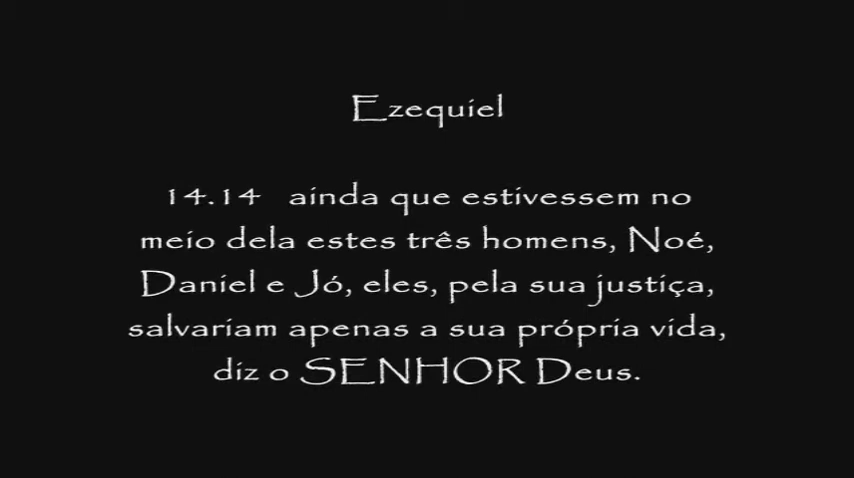 Ezequiel
14.14 ainda que estivessem no
meio dela estes três homens, Noé,
Daniel e Jó, eles, pela sua justiça,
salvariam apenas a sua própria vida,
diz o SENHOR Deus.